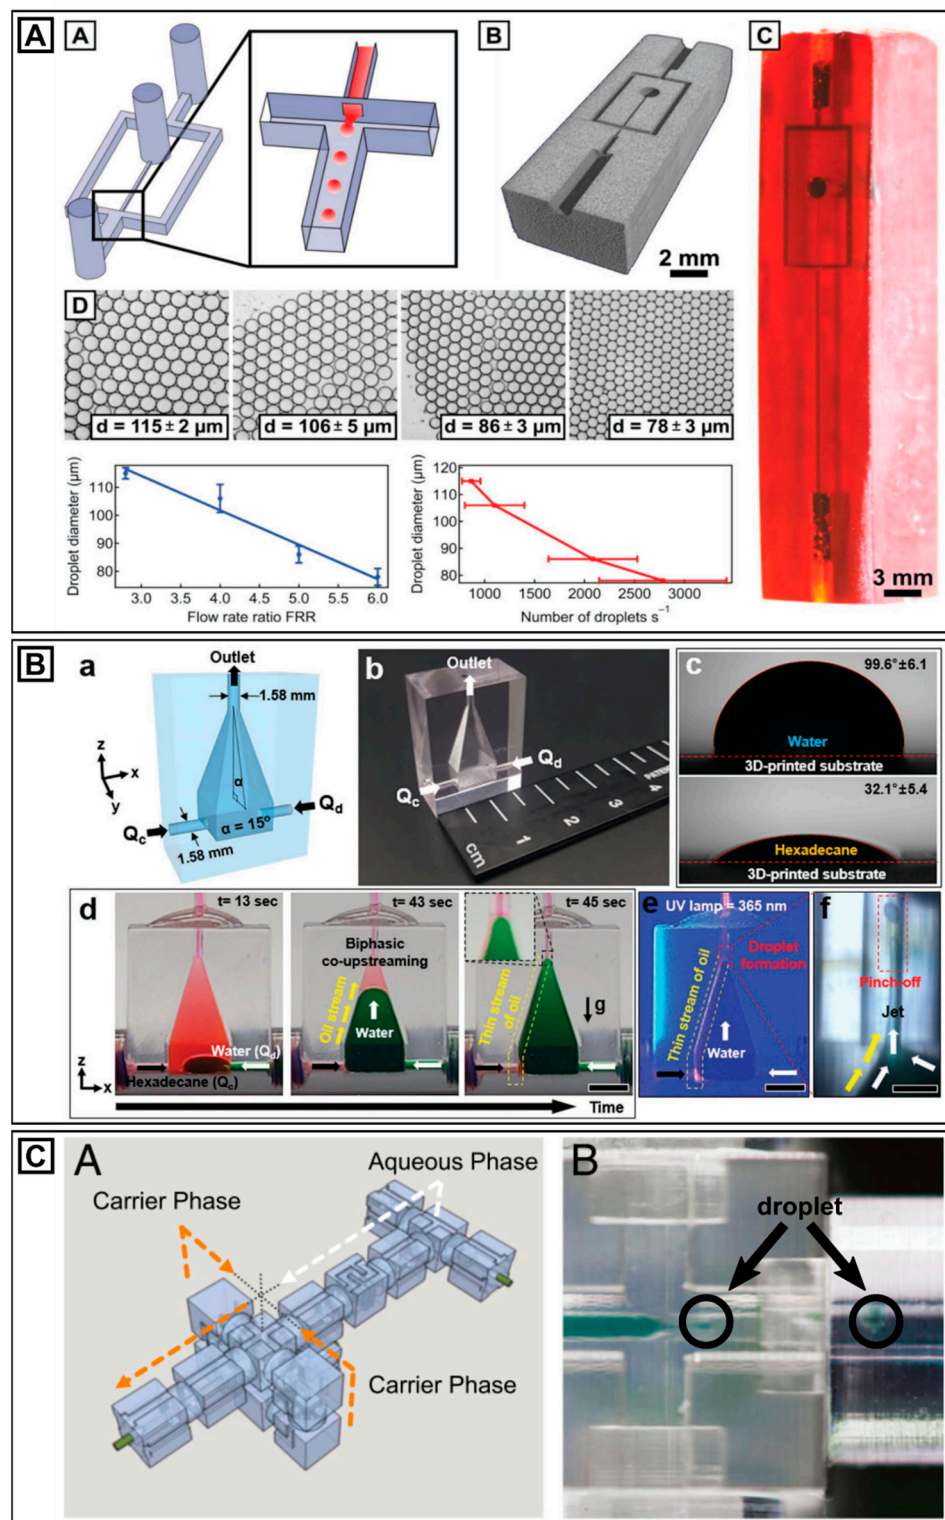 A
A
B
2 mm
C
3 mm
D
d = 115 ± 2 µm
d = 106 ± 5 µm
d = 86 ± 3 µm
d = 78 ± 3 µm
Droplet diameter (µm)
110
100
90
80
3.0 3.5 4.0 4.5 5.0 5.5 6.0
Flow rate ratio FRR
Droplet diameter (µm)
120
110
100
90
80
1000 1500 2000 2500 3000
Number of droplets s⁻¹
B
a
Outlet
1.58 mm
z
x
y
α
Qd
Qc
α = 15°
1.58 mm
b
Outlet
Qd
Qc
cm 1 2 3 4
c
99.6°±6.1
Water
3D-printed substrate
32.1°±5.4
Hexadecane
3D-printed substrate
d
t= 13 sec
Water (Qd)
Hexadecane (Qc)
z
x
t= 43 sec
Biphasic
co-upstreaming
Oil stream
Water
t= 45 sec
Thin stream
of oil
g
Time
e
UV lamp = 365 nm
Droplet
formation
Thin stream of oil
Water
f
Pinch-off
Jet
C
A
Carrier Phase
Aqueous Phase
Carrier Phase
B
droplet